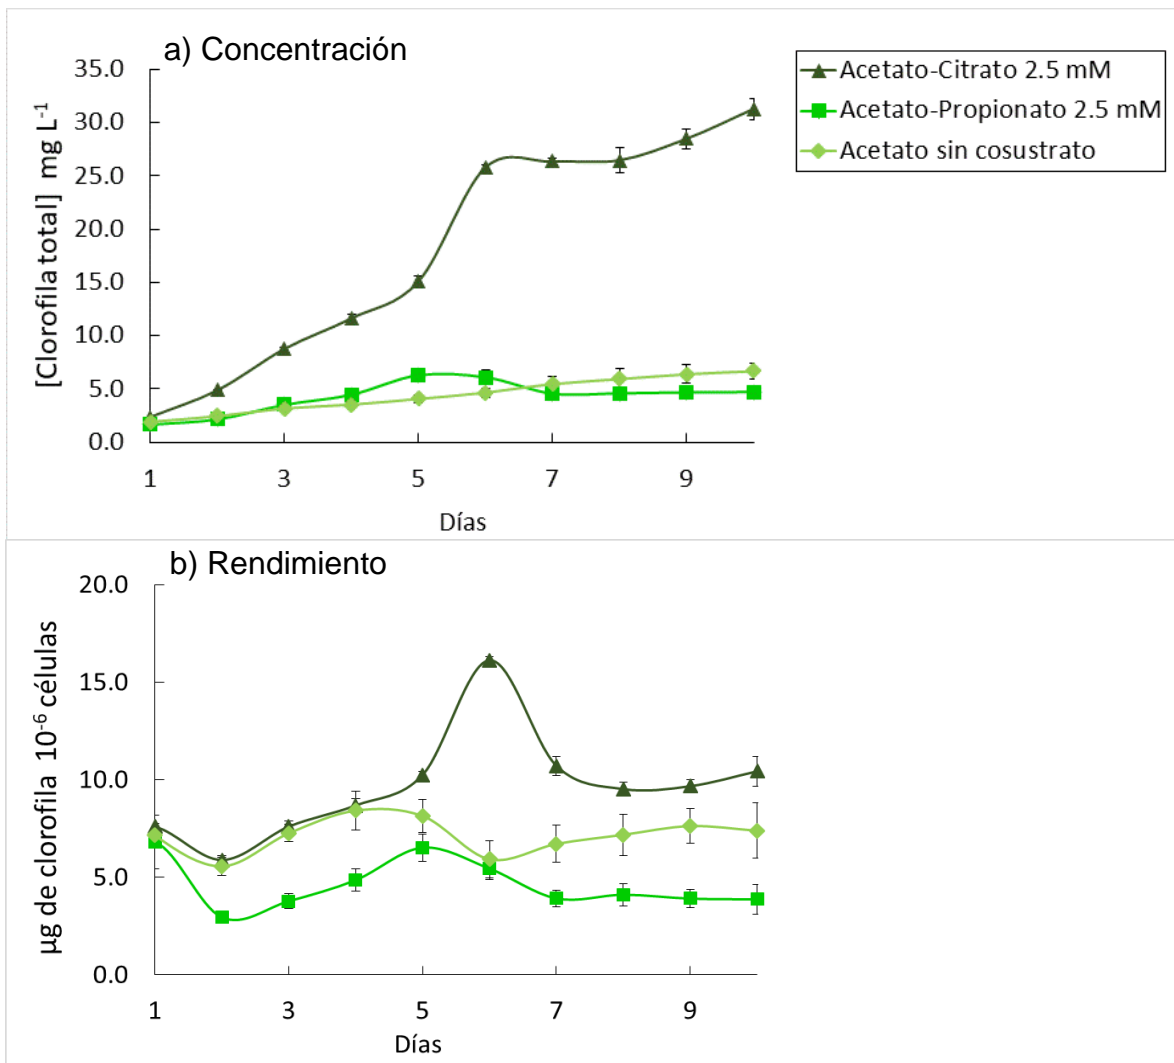 a) Concentración
35.0
30.0
25.0
20.0
15.0
10.0
5.0
0.0
[Clorofila total] mg L⁻¹
1 3 5 7 9
Días
Acetato-Citrato 2.5 mM
Acetato-Propionato 2.5 mM
Acetato sin cosustrato
b) Rendimiento
20.0
15.0
10.0
5.0
0.0
µg de clorofila 10⁻⁶ células
1 3 5 7 9
Días